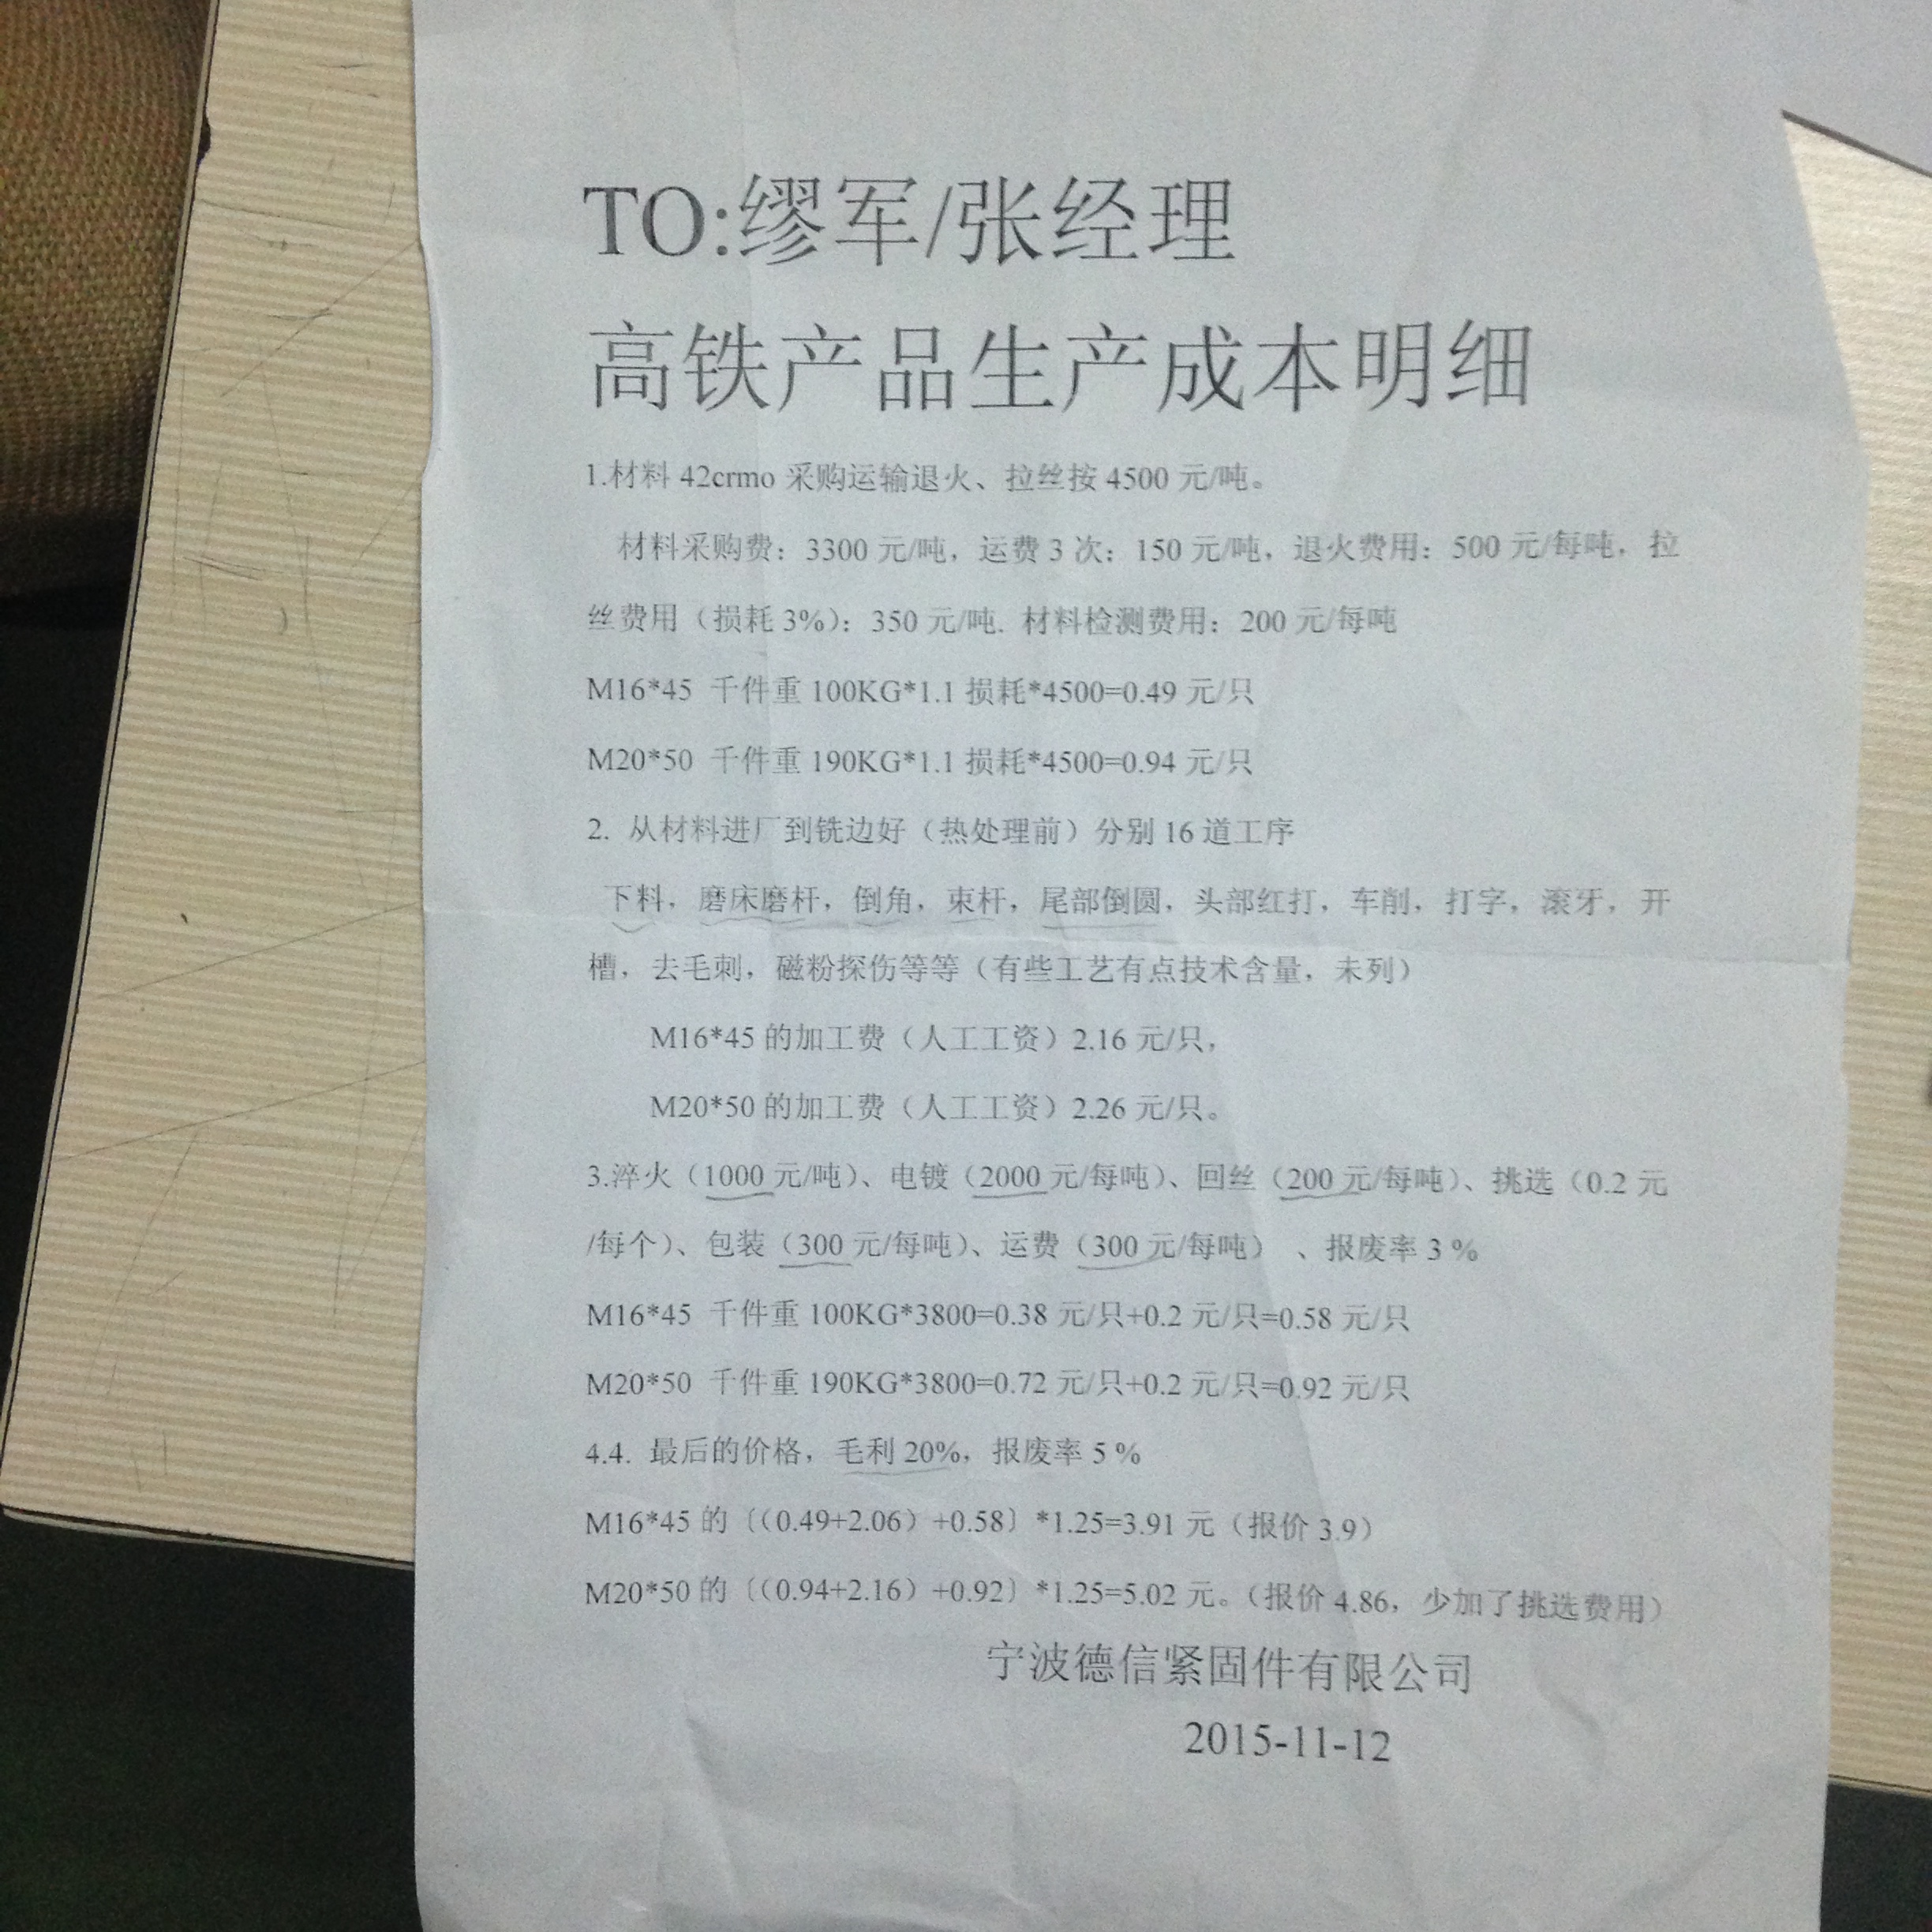 TO:缪军/张经理
高铁产品生产成本明细
1.材料 42crmo 采购运输退火、拉丝按 4500 元/吨。
材料采购费：3300 元/吨，运费 3 次：150 元/吨，退火费用：500 元/每吨，拉
丝费用（损耗 3%）：350 元/吨. 材料检测费用：200 元/每吨
M16*45 千件重 100KG*1.1 损耗*4500=0.49 元/只
M20*50 千件重 190KG*1.1 损耗*4500=0.94 元/只
2. 从材料进厂到铣边好（热处理前）分别 16 道工序
下料，磨床磨杆，倒角，束杆，尾部倒圆，头部红打，车削，打字，滚牙，开
槽，去毛刺，磁粉探伤等等（有些工艺有点技术含量，未列）
M16*45 的加工费（人工工资）2.16 元/只，
M20*50 的加工费（人工工资）2.26 元/只。
3.淬火（1000 元/吨）、电镀（2000 元/每吨）、回丝（200 元/每吨）、挑选（0.2 元
/每个）、包装（300 元/每吨）、运费（300 元/每吨） 、报废率 3 %
M16*45 千件重 100KG*3800=0.38 元/只+0.2 元/只=0.58 元/只
M20*50 千件重 190KG*3800=0.72 元/只+0.2 元/只=0.92 元/只
4.4. 最后的价格，毛利 20%，报废率 5 %
M16*45 的〔（0.49+2.06）+0.58〕*1.25=3.91 元（报价 3.9）
M20*50 的〔（0.94+2.16）+0.92〕*1.25=5.02 元。（报价 4.86，少加了挑选费用）
宁波德信紧固件有限公司
2015-11-12